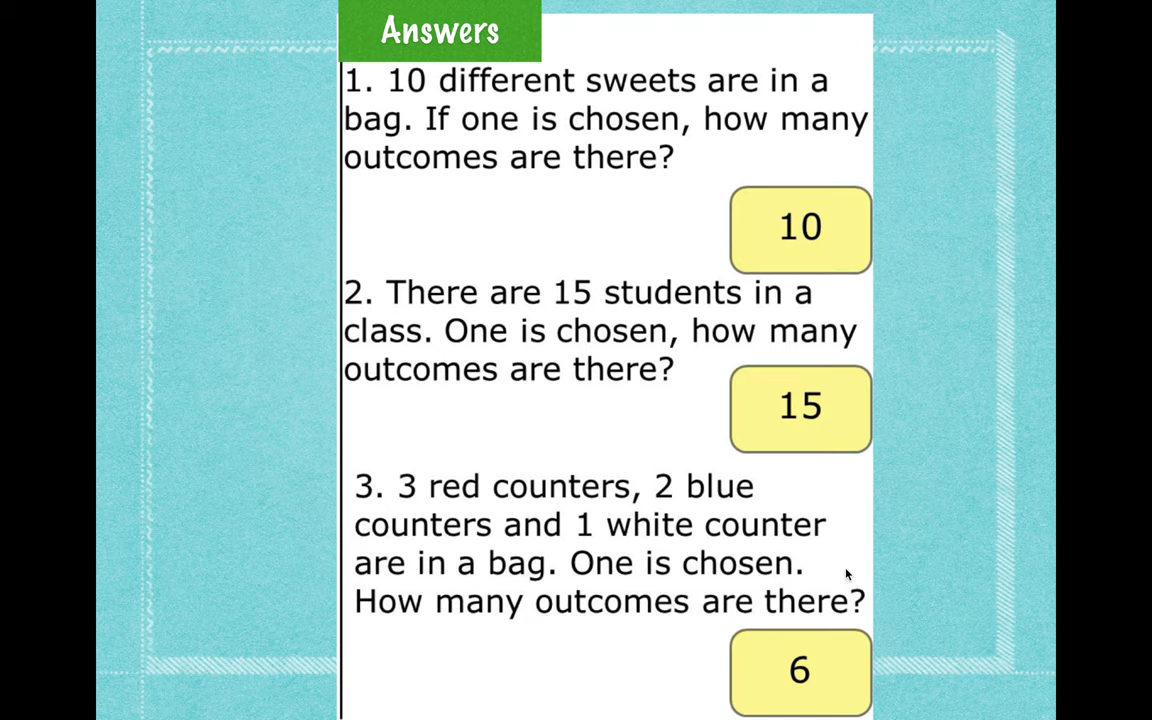 Answers
1. 10 different sweets are in a
bag. If one is chosen, how many
outcomes are there?
10
2. There are 15 students in a
class. One is chosen, how many
outcomes are there?
15
3. 3 red counters, 2 blue
counters and 1 white counter
are in a bag. One is chosen.
How many outcomes are there?
6